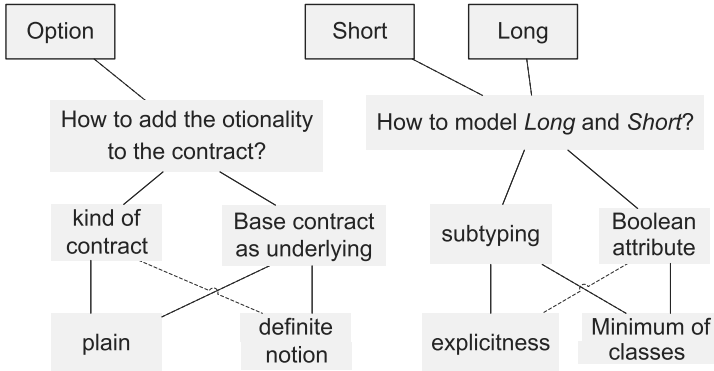 Option
Short
Long
How to add the otionality
to the contract?
How to model Long and Short?
kind of
contract
Base contract
as underlying
subtyping
Boolean
attribute
plain
definite
notion
explicitness
Minimum of
classes